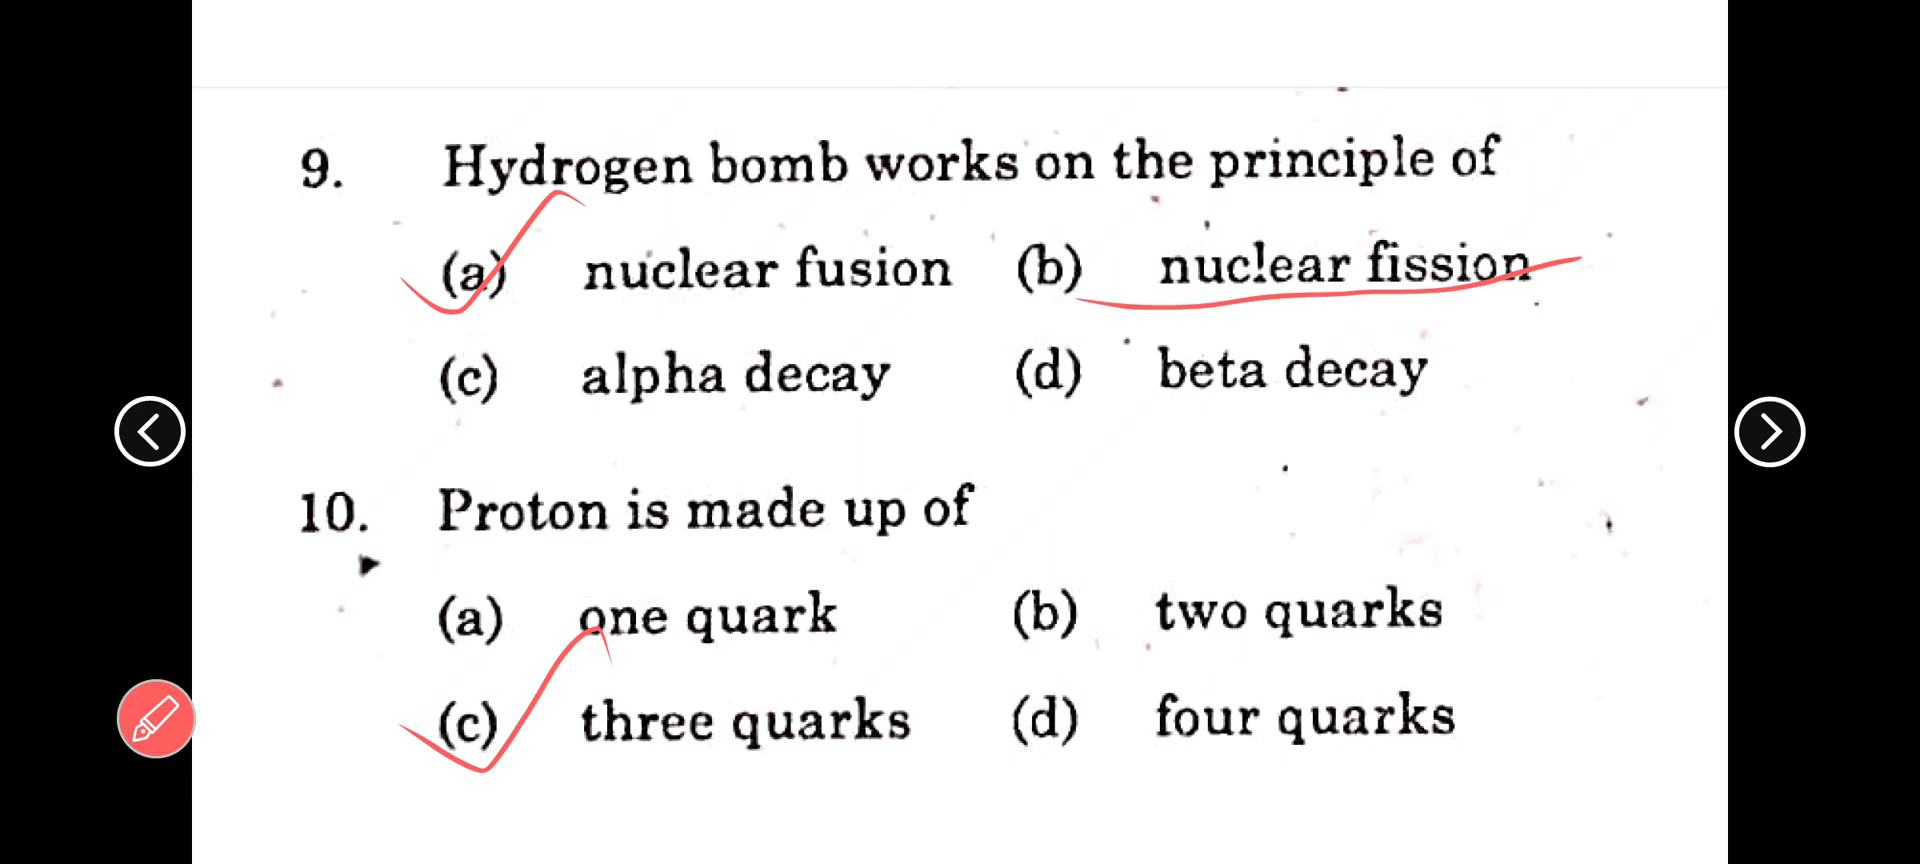 9. Hydrogen bomb works on the principle of
(a) nuclear fusion (b) nuclear fission
(c) alpha decay (d) beta decay
10. Proton is made up of
(a) one quark (b) two quarks
(c) three quarks (d) four quarks